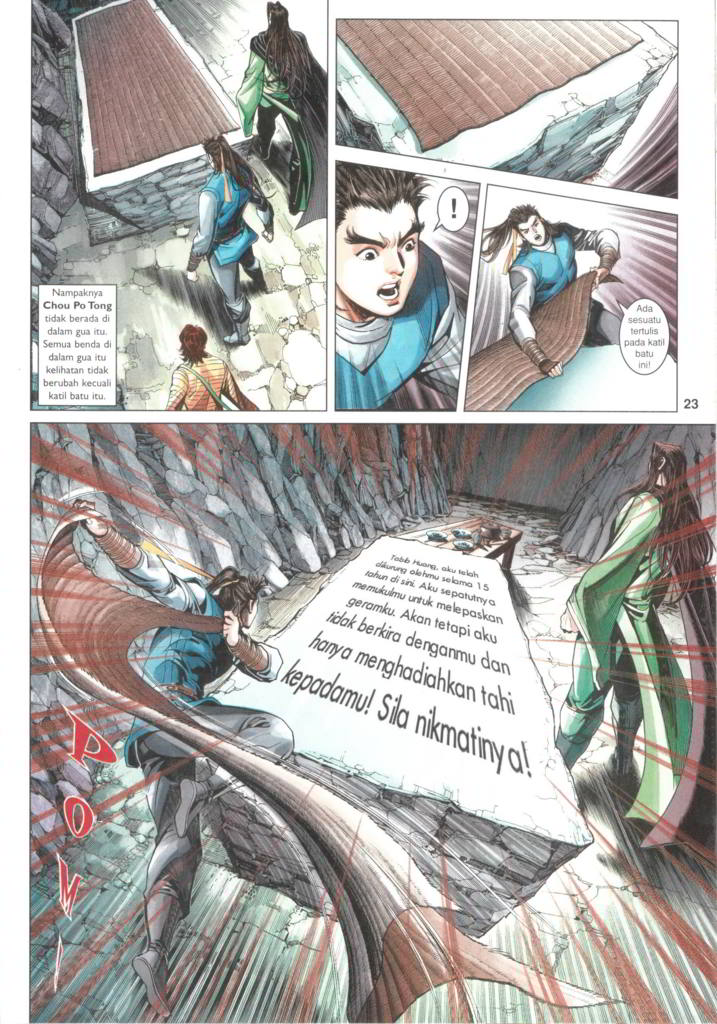 Nampaknya
Chou Po Tong
tidak berada di
dalam gua itu.
Semua benda di
dalam gua itu
kelihatan tidak
berubah kecuali
katil batu itu.
!
Ada
sesuatu
tertulis
pada katil
batu
ini!
23
Tabib Huang, aku telah
dikurung olehmu selama 15
tahun di sini. Aku sepatutnya
memukulmu untuk melepaskan
geramku. Akan tetapi aku
tidak berkira denganmu dan
hanya menghadiahkan tahi
kepadamu! Sila nikmatinya!
POM!